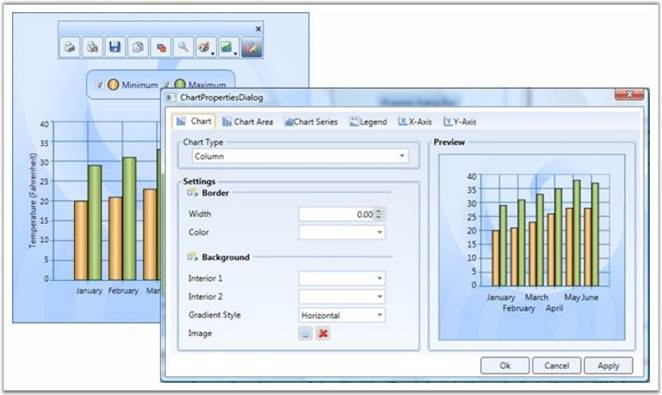 Minimum Maximum
Temperature (Fahrenheit)
40
35
30
25
20
15
10
5
0
January February Mar
ChartPropertiesDialog
Chart Chart Area Chart Series Legend X-Axis Y-Axis
Chart Type
Column
Settings
Border
Width 0.00
Color
Background
Interior 1
Interior 2
Gradient Style Horizontal
Image
Preview
40
35
30
25
20
15
10
5
0
January March May June
February April
Ok Cancel Apply